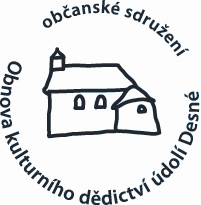 občanské sdružení
Obnova kulturního dědictví údolí Desné